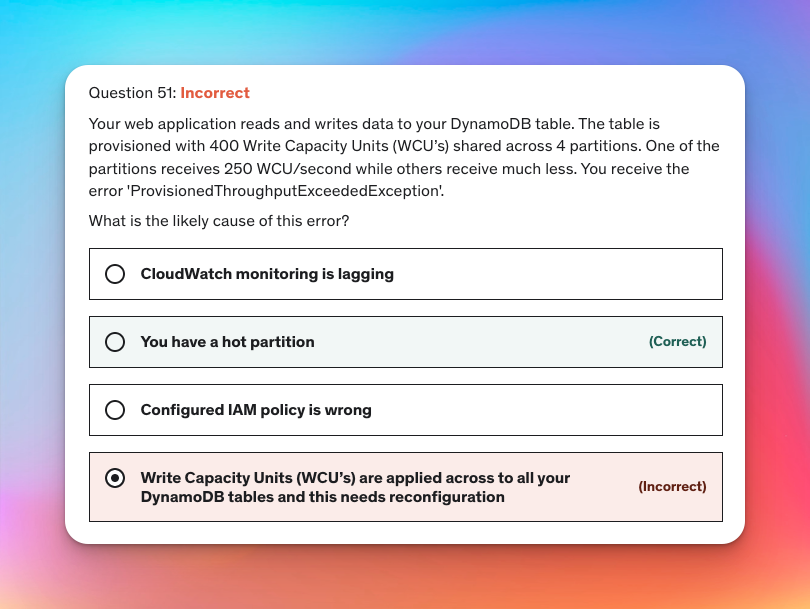 Question 51: Incorrect
Your web application reads and writes data to your DynamoDB table. The table is
provisioned with 400 Write Capacity Units (WCU's) shared across 4 partitions. One of the
partitions receives 250 WCU/second while others receive much less. You receive the
error 'ProvisionedThroughputExceededException'.
What is the likely cause of this error?
CloudWatch monitoring is lagging
You have a hot partition (Correct)
Configured IAM policy is wrong
Write Capacity Units (WCU's) are applied across to all your
DynamoDB tables and this needs reconfiguration
(Incorrect)